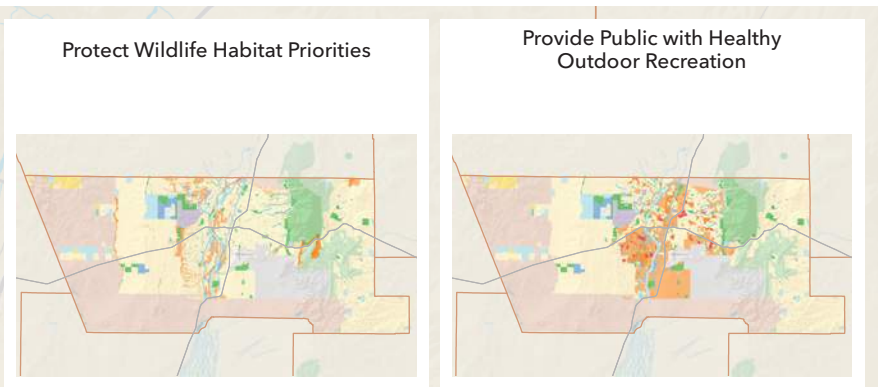 Protect Wildlife Habitat Priorities
Provide Public with Healthy
Outdoor Recreation